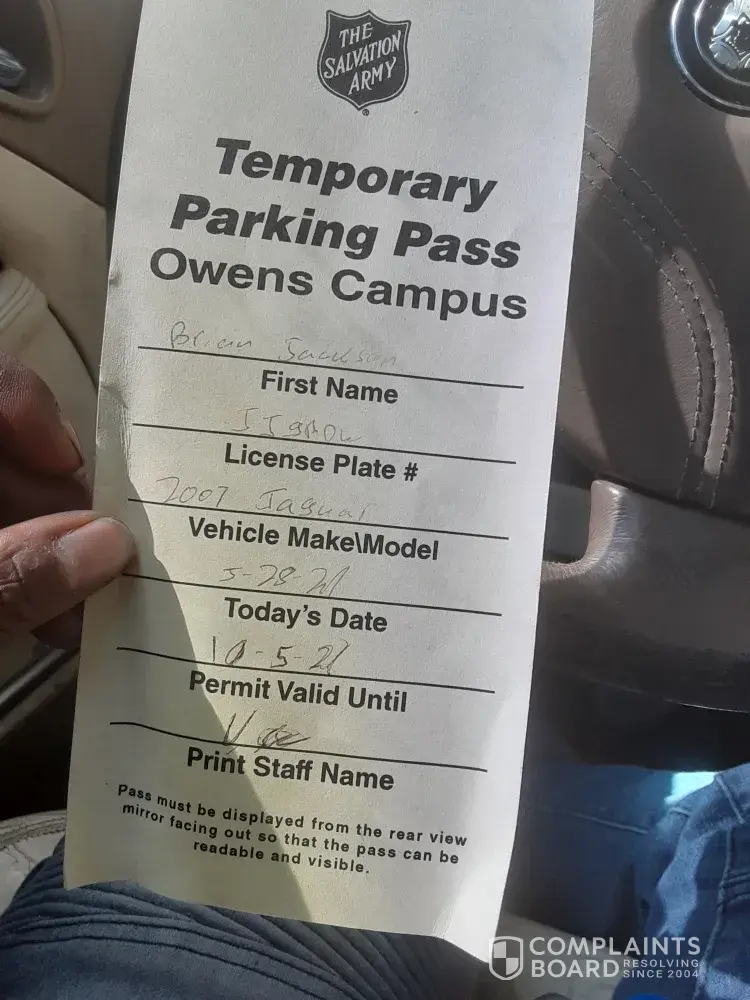 THE
SALVATION
ARMY
Temporary
Parking Pass
Owens Campus
Brian Jackson
First Name
License Plate #
2007 Jaguar
Vehicle Make\Model
5-28-21
Today's Date
10-5-21
Permit Valid Until
Print Staff Name
Pass must be displayed from the rear view
mirror facing out so that the pass can be
readable and visible.
COMPLAINTS
BOARD RESOLVING
SINCE 2004